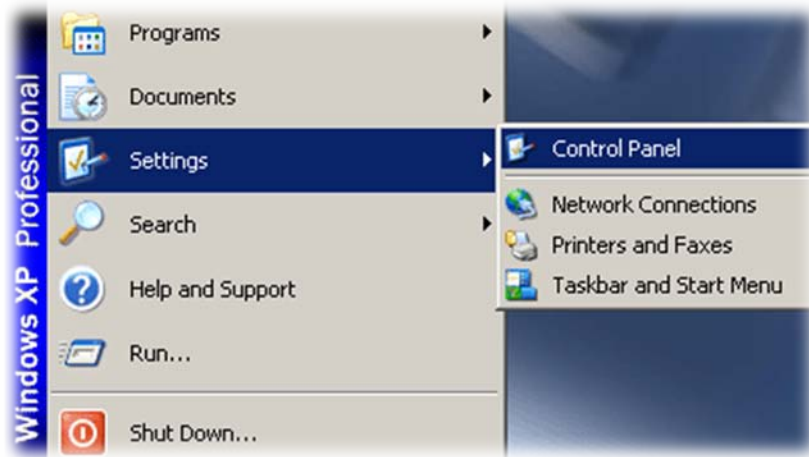 Windows XP Professional
Programs
Documents
Settings
Search
Help and Support
Run...
Shut Down...
Control Panel
Network Connections
Printers and Faxes
Taskbar and Start Menu